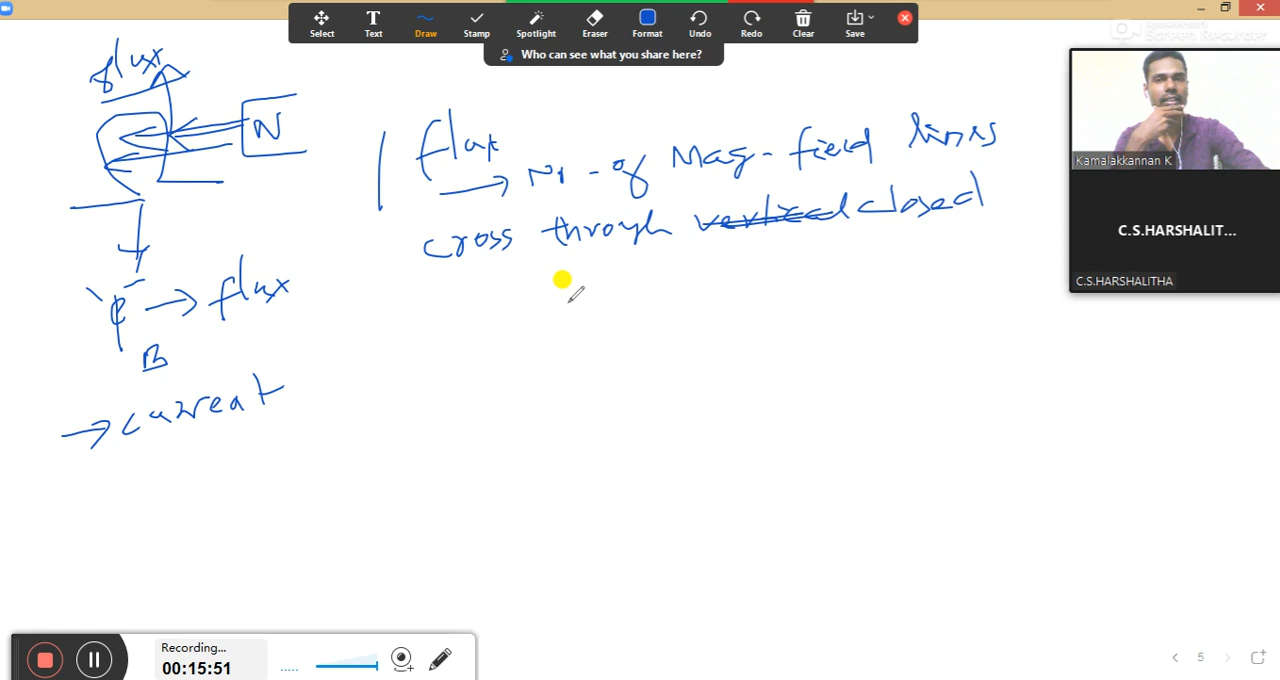 Select
Text
Draw
Stamp
Spotlight
Eraser
Format
Undo
Redo
Clear
Save
Who can see what you share here?
Screen Recorder
flux
N
flux → No - of Mag - field lines
cross through vertical closed
φ → flux
B
→ current
Kamalakkannan K
C.S.HARSHALIT...
C.S.HARSHALITHA
Recording...
00:15:51
5